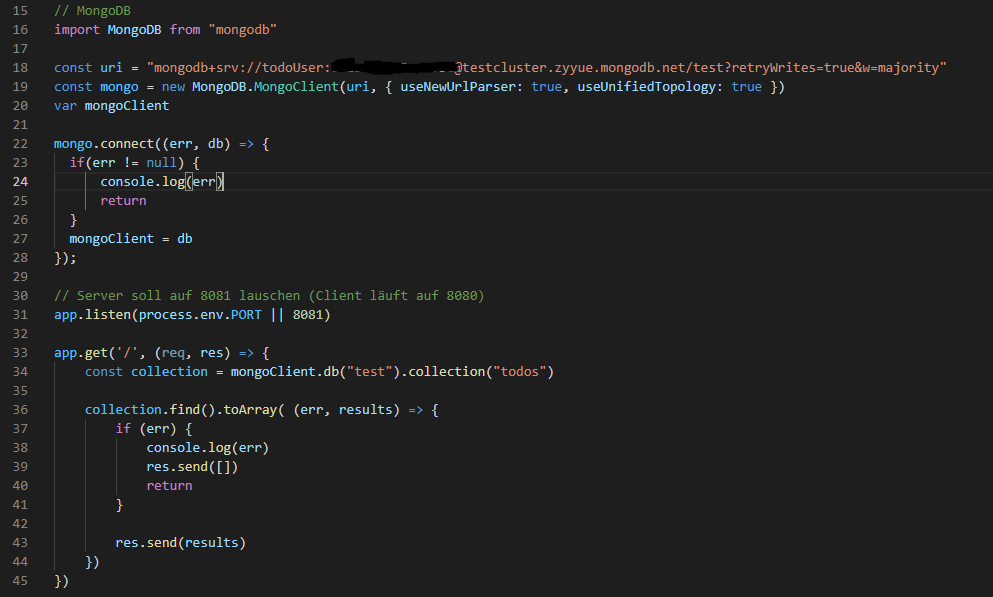 15 // MongoDB
16 import MongoDB from "mongodb"
17
18 const uri = "mongodb+srv://todoUser: @testcluster.zyyue.mongodb.net/test?retryWrites=true&w=majority"
19 const mongo = new MongoDB.MongoClient(uri, { useNewUrlParser: true, useUnifiedTopology: true })
20 var mongoClient
21
22 mongo.connect((err, db) => {
23   if(err != null) {
24       console.log(err)
25       return
26   }
27   mongoClient = db
28 });
29
30 // Server soll auf 8081 lauschen (Client läuft auf 8080)
31 app.listen(process.env.PORT || 8081)
32
33 app.get('/', (req, res) => {
34     const collection = mongoClient.db("test").collection("todos")
35
36     collection.find().toArray( (err, results) => {
37         if (err) {
38             console.log(err)
39             res.send([])
40             return
41         }
42
43         res.send(results)
44     })
45 })